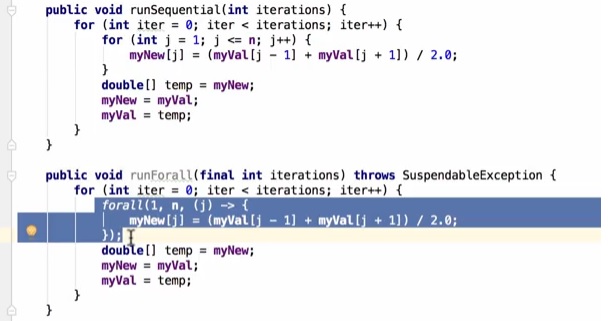 public void runSequential(int iterations) {
for (int iter = 0; iter < iterations; iter++) {
for (int j = 1; j <= n; j++) {
myNew[j] = (myVal[j - 1] + myVal[j + 1]) / 2.0;
}
double[] temp = myNew;
myNew = myVal;
myVal = temp;
}
}
public void runForall(final int iterations) throws SuspendableException {
for (int iter = 0; iter < iterations; iter++) {
forall(1, n, (j) -> {
myNew[j] = (myVal[j - 1] + myVal[j + 1]) / 2.0;
});
double[] temp = myNew;
myNew = myVal;
myVal = temp;
}
}